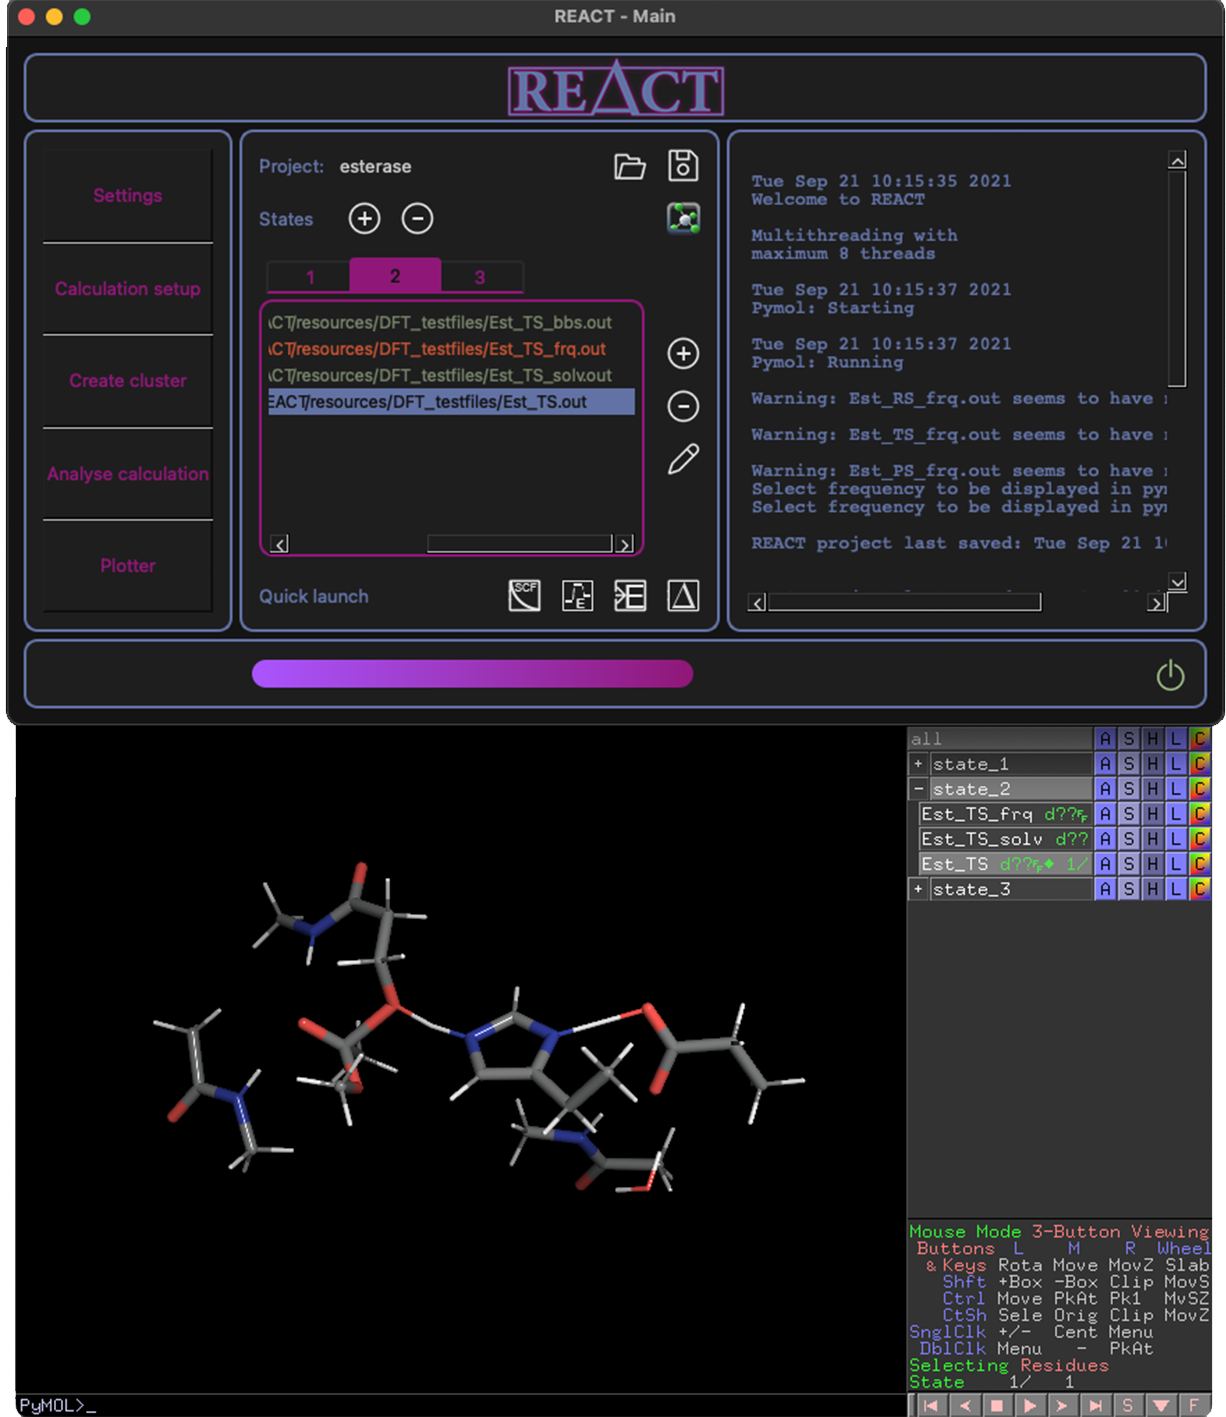 REACT - Main
REACT
Settings
Calculation setup
Create cluster
Analyse calculation
Plotter
Project: esterase
States
1 2 3
ACT/resources/DFT_testfiles/Est_TS_bbs.out
ACT/resources/DFT_testfiles/Est_TS_frq.out
ACT/resources/DFT_testfiles/Est_TS_solv.out
EACT/resources/DFT_testfiles/Est_TS.out
Quick launch
SCF
E
Tue Sep 21 10:15:35 2021
Welcome to REACT
Multithreading with
maximum 8 threads
Tue Sep 21 10:15:37 2021
Pymol: Starting
Tue Sep 21 10:15:37 2021
Pymol: Running
Warning: Est_RS_frq.out seems to have
Warning: Est_TS_frq.out seems to have
Warning: Est_PS_frq.out seems to have
Select frequency to be displayed in pym
Select frequency to be displayed in pym
REACT project last saved: Tue Sep 21 1
all A S H L C
+ state_1 A S H L C
- state_2 A S H L C
Est_TS_frq d?? A S H L C
Est_TS_solv d?? A S H L C
Est_TS d?? 1/ A S H L C
+ state_3 A S H L C
Mouse Mode 3-Button Viewing
Buttons L M R Wheel
& Keys Rota Move MovZ Slab
Shft +Box -Box Clip MovS
Ctrl Move PkAt Pk1 MvSZ
CtSh Sele Orig Clip MovZ
SnglClk +/- Cent Menu
DblClk Menu - PkAt
Selecting Residues
State 1/ 1
PyMOL>_
S F